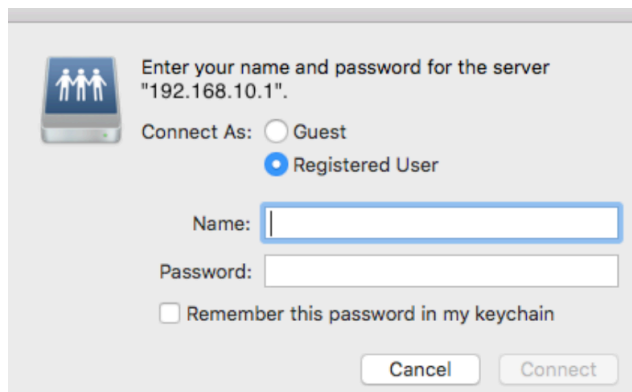 Enter your name and password for the server
"192.168.10.1".
Connect As: Guest
Registered User
Name:
Password:
Remember this password in my keychain
Cancel Connect